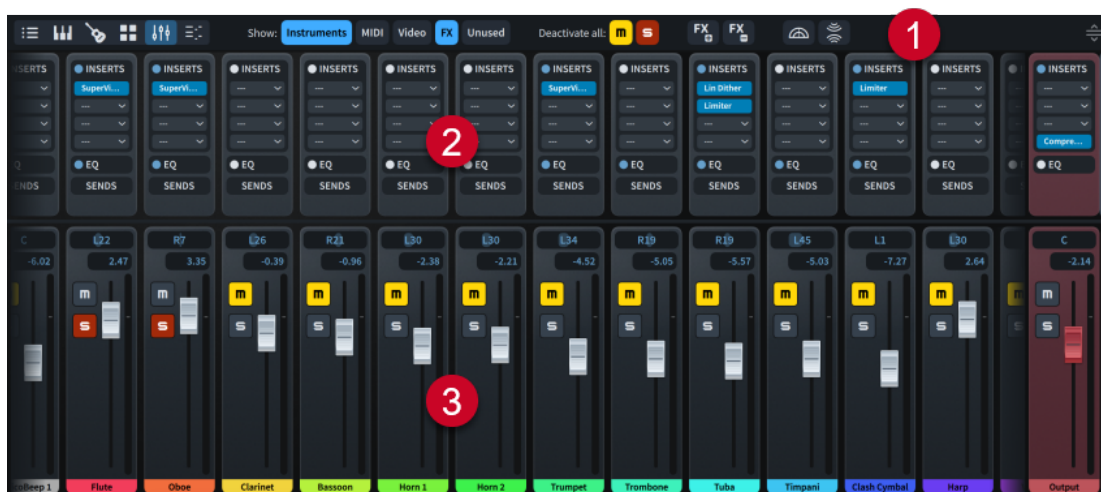 Show: Instruments MIDI Video FX Unused Deactivate all: m s FX FX 1
INSERTS INSERTS INSERTS INSERTS INSERTS INSERTS INSERTS INSERTS INSERTS INSERTS INSERTS INSERTS INSERTS
SuperVi... SuperVi... --- --- --- --- SuperVi... --- Lin Dither --- Limiter --- ---
--- --- --- --- --- --- --- --- Limiter --- --- --- ---
--- --- --- --- --- --- --- --- --- --- --- --- ---
--- --- --- --- --- --- --- --- --- --- --- --- Compre...
2
EQ EQ EQ EQ EQ EQ EQ EQ EQ EQ EQ EQ EQ
SENDS SENDS SENDS SENDS SENDS SENDS SENDS SENDS SENDS SENDS SENDS SENDS
C L22 R7 L26 R21 L30 L30 L34 R19 R19 L45 L1 L30 C
-6.02 2.47 3.35 -0.39 -0.96 -2.38 -2.21 -4.52 -5.05 -5.57 -5.03 -7.27 2.64 -2.14
m m m m m m m m m m m m m
s s s s s s s s s s s s s
3
Flute Oboe Clarinet Bassoon Horn 1 Horn 2 Trumpet Trombone Tuba Timpani Clash Cymbal Harp Output